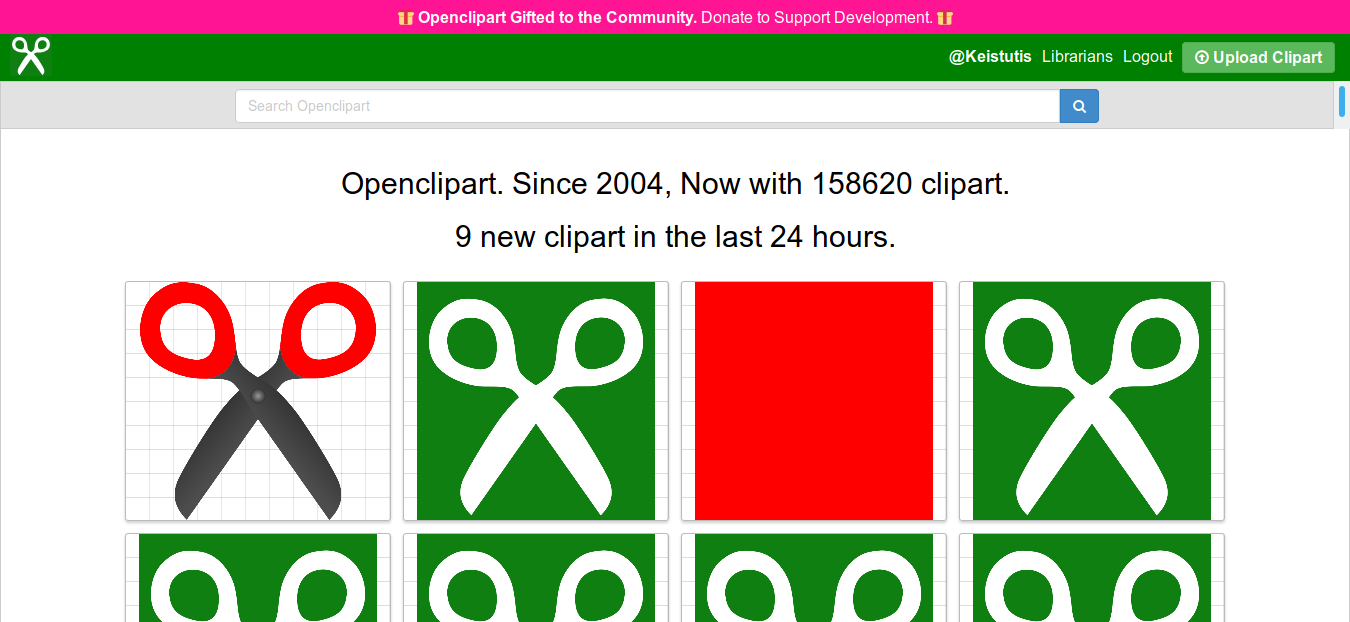 Openclipart Gifted to the Community. Donate to Support Development.
@Keistutis Librarians Logout Upload Clipart
Search Openclipart
Openclipart. Since 2004, Now with 158620 clipart.
9 new clipart in the last 24 hours.